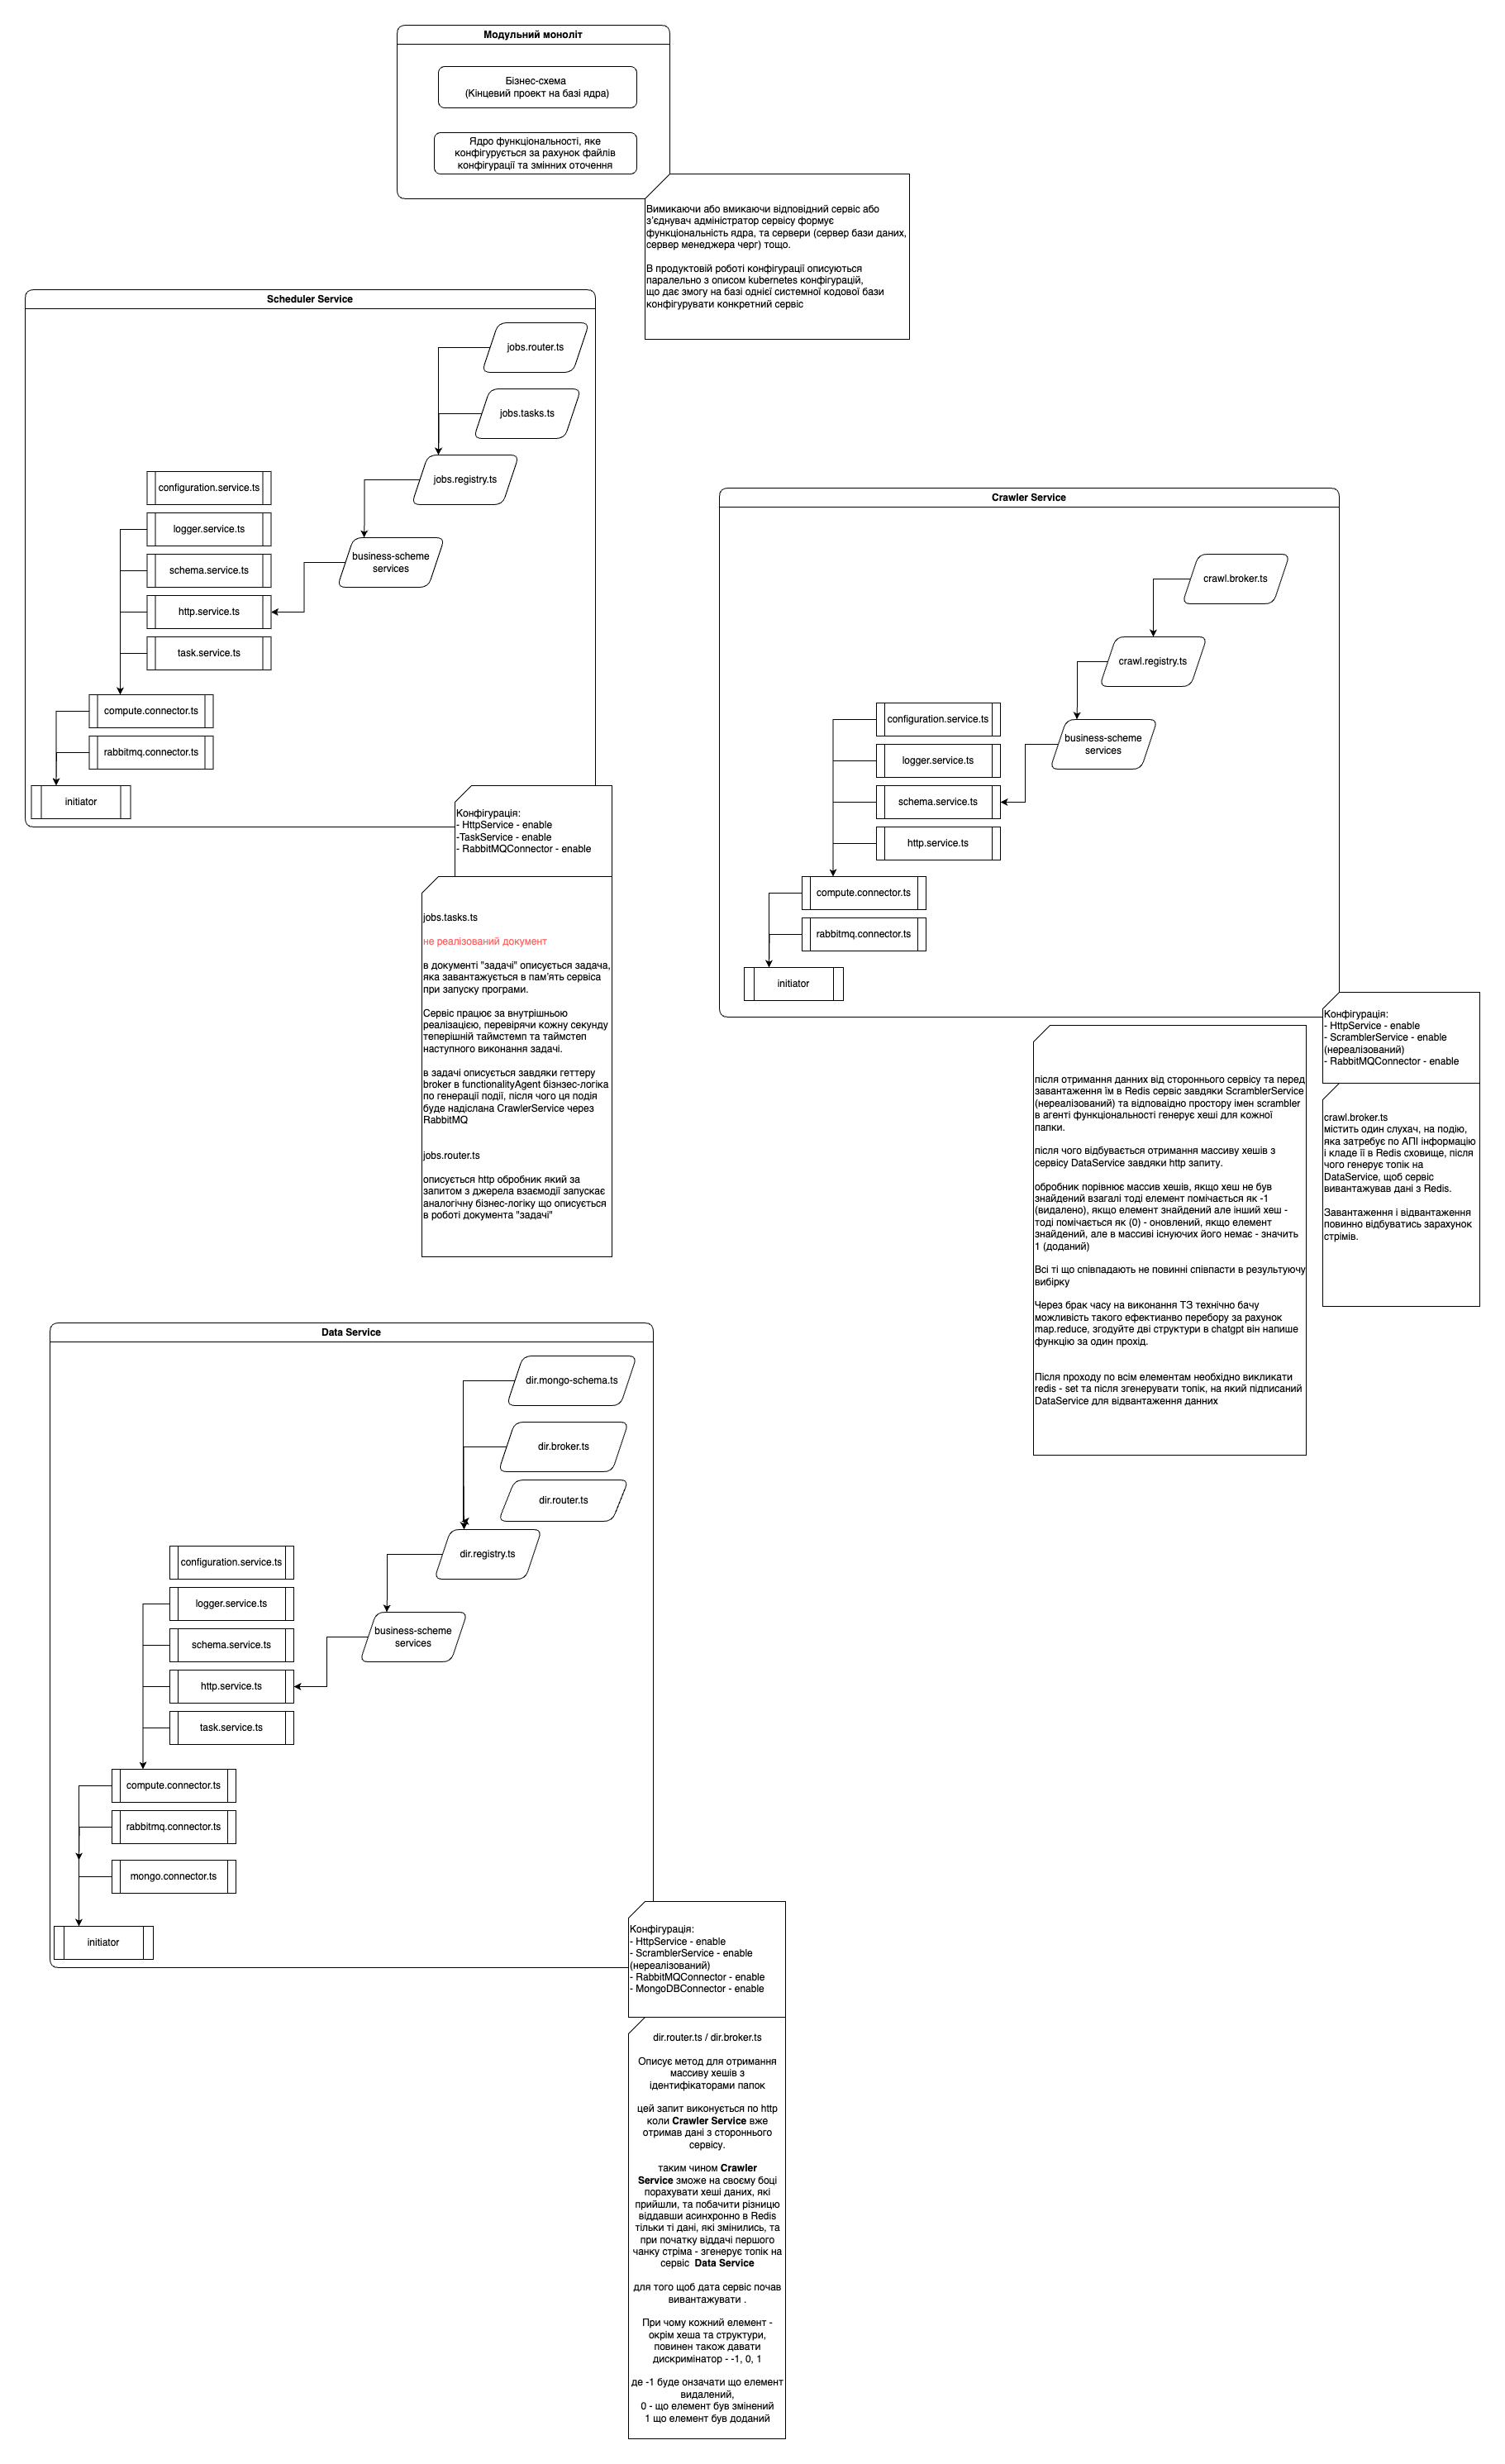 Модульний моноліт
Бізнес-схема
(Кінцевий проект на базі ядра)
Ядро функціональності, яке
конфігурується за рахунок файлів
конфігурації та змінних оточення
Вимикаючи або вмикаючи відповідний сервіс або
з'єднувач адміністратор сервісу формує
функціональність ядра, та сервери (сервер бази даних,
сервер менеджера черг) тощо.
В продуктовій роботі конфігурації описуються
паралельно з описом kubernetes конфігурацій,
що дає змогу на базі однієї системної кодової бази
конфігурувати конкретний сервіс
Scheduler Service
jobs.router.ts
jobs.tasks.ts
jobs.registry.ts
business-scheme
services
configuration.service.ts
logger.service.ts
schema.service.ts
http.service.ts
task.service.ts
compute.connector.ts
rabbitmq.connector.ts
initiator
Конфігурація:
- HttpService - enable
-TaskService - enable
- RabbitMQConnector - enable
jobs.tasks.ts
не реалізований документ
в документі "задачі" описується задача,
яка завантажується в пам'ять сервіса
при запуску програми.
Сервіс працює за внутрішньою
реалізацією, перевірячи кожну секунду
теперішній таймстемп та таймстеп
наступного виконання задачі.
в задачі описується завдяки геттеру
broker в functionalityAgent бізнзес-логіка
по генерації події, після чого ця подія
буде надіслана CrawlerService через
RabbitMQ
jobs.router.ts
описується http обробник який за
запитом з джерела взаємодії запускає
аналогічну бізнес-логіку що описується
в роботі документа "задачі"
Crawler Service
crawl.broker.ts
crawl.registry.ts
business-scheme
services
configuration.service.ts
logger.service.ts
schema.service.ts
http.service.ts
compute.connector.ts
rabbitmq.connector.ts
initiator
Конфігурація:
- HttpService - enable
- ScramblerService - enable
(нереалізований)
- RabbitMQConnector - enable
crawl.broker.ts
містить один слухач, на подію,
яка затребує по АПІ інформацію
і кладе її в Redis сховище, після
чого генерує топік на
DataService, щоб сервіс
вивантажував дані з Redis.
Завантаження і відвантаження
повинно відбуватись зарахунок
стрімів.
після отримання данних від стороннього сервісу та перед
завантаження їм в Redis сервіс завдяки ScramblerService
(нереалізований) та відповаідно простору імен scrambler
в агенті функціональності генерує хеші для кожної
папки.
після чого відбувається отримання массиву хешів з
сервісу DataService завдяки http запиту.
обробник порівнює массив хешів, якщо хеш не був
знайдений взагалі тоді елемент помічається як -1
(видалено), якщо елемент знайдений але інший хеш -
тоді помічається як (0) - оновлений, якщо елемент
знайдений, але в массиві існуючих його немає - значить
1 (доданий)
Всі ті що співпадають не повинні співпасти в результуючу
вибірку
Через брак часу на виконання ТЗ технічно бачу
можливість такого ефектианво перебору за рахунок
map.reduce, згодуйте дві структури в chatgpt він напише
функцію за один прохід.
Після проходу по всім елементам необхідно викликати
redis - set та після згенерувати топік, на який підписаний
DataService для відвантаження данних
Data Service
dir.mongo-schema.ts
dir.broker.ts
dir.router.ts
dir.registry.ts
business-scheme
services
configuration.service.ts
logger.service.ts
schema.service.ts
http.service.ts
task.service.ts
compute.connector.ts
rabbitmq.connector.ts
mongo.connector.ts
initiator
Конфігурація:
- HttpService - enable
- ScramblerService - enable
(нереалізований)
- RabbitMQConnector - enable
- MongoDBConnector - enable
dir.router.ts / dir.broker.ts
Описує метод для отримання
массиву хешів з
ідентифікаторами папок
цей запит виконується по http
коли Crawler Service вже
отримав дані з стороннього
сервісу.
таким чином Crawler
Service зможе на своєму боці
порахувати хеші даних, які
прийшли, та побачити різницю
віддавши асинхронно в Redis
тільки ті дані, які змінились, та
при початку віддачі першого
чанку стріма - згенерує топік на
сервіс Data Service
для того щоб дата сервіс почав
вивантажувати .
При чому кожний елемент -
окрім хеша та структури,
повинен також давати
дискримінатор - -1, 0, 1
де -1 буде онзачати що елемент
видалений,
0 - що елемент був змінений
1 що елемент був доданий